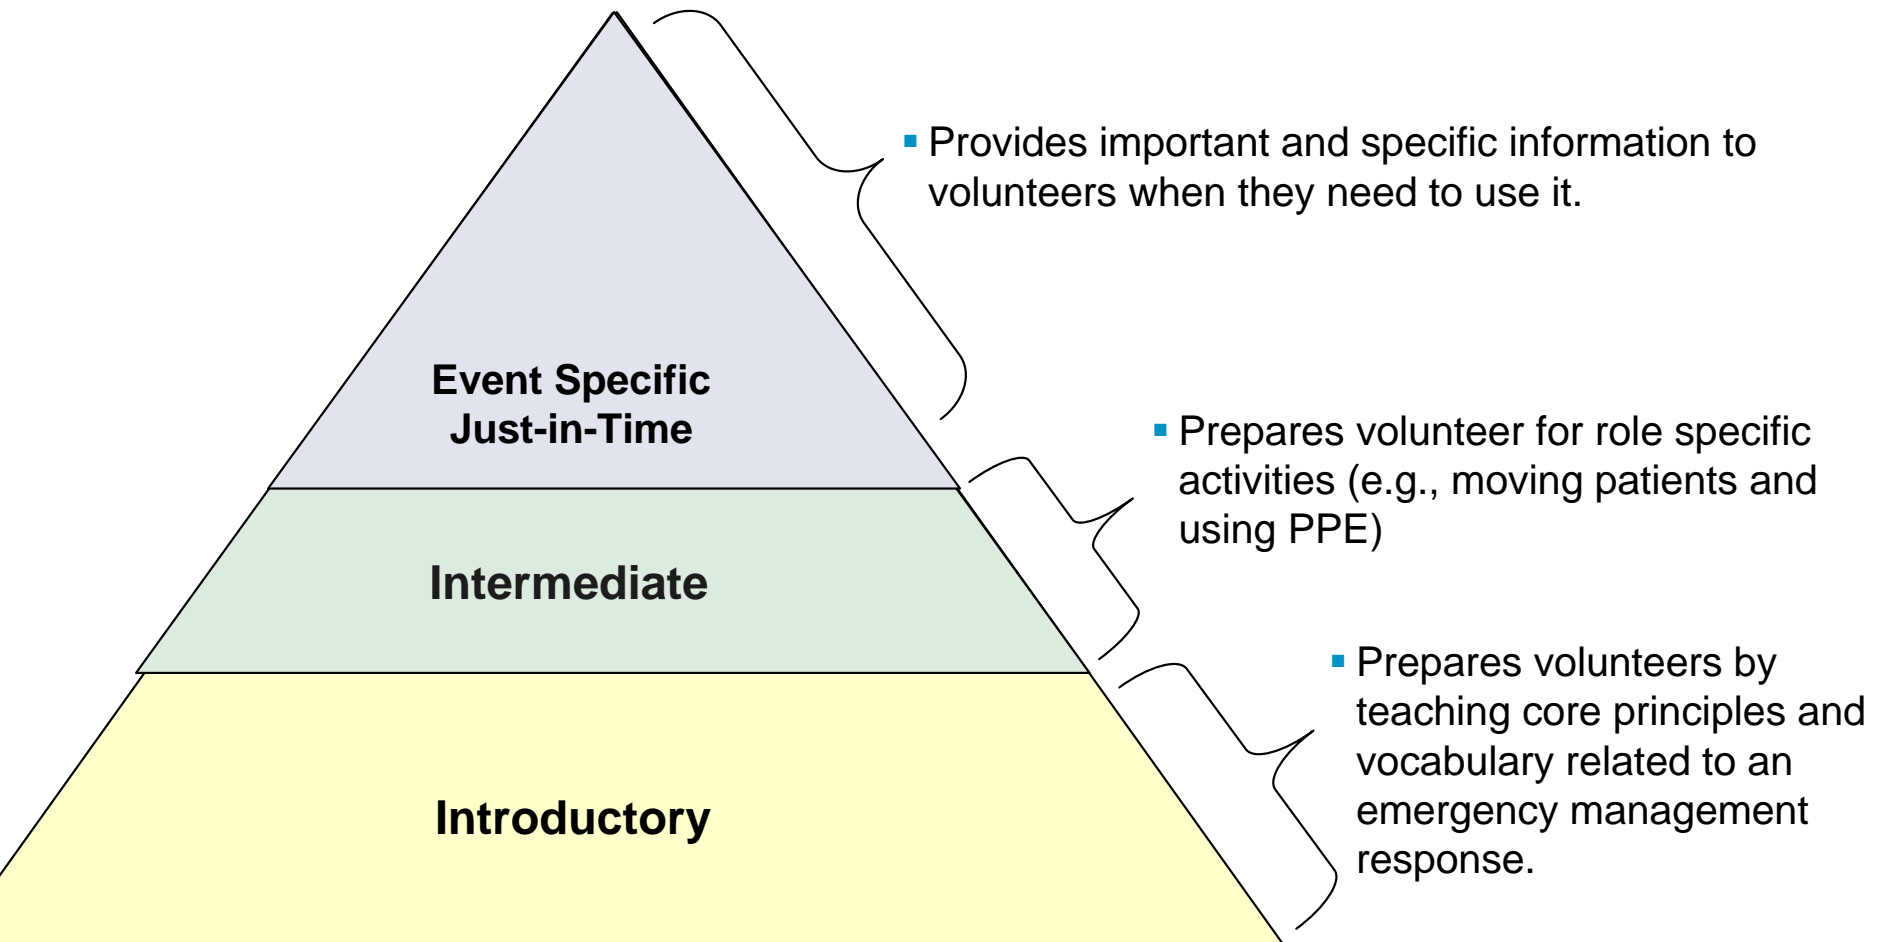 ▪ Provides important and specific information to
volunteers when they need to use it.
Event Specific
Just-in-Time
▪ Prepares volunteer for role specific
activities (e.g., moving patients and
using PPE)
Intermediate
▪ Prepares volunteers by
teaching core principles and
vocabulary related to an
emergency management
response.
Introductory